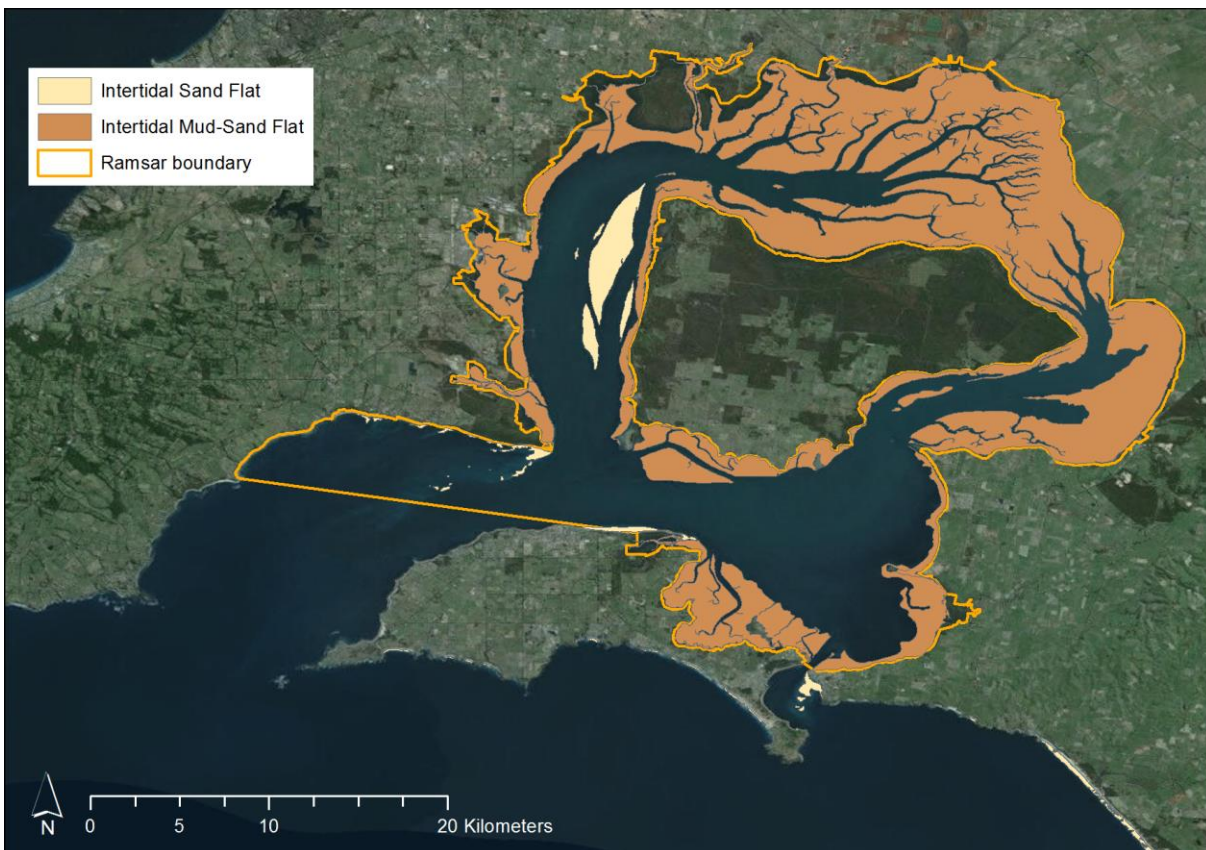 Intertidal Sand Flat
Intertidal Mud-Sand Flat
Ramsar boundary
N
0 5 10 20 Kilometers